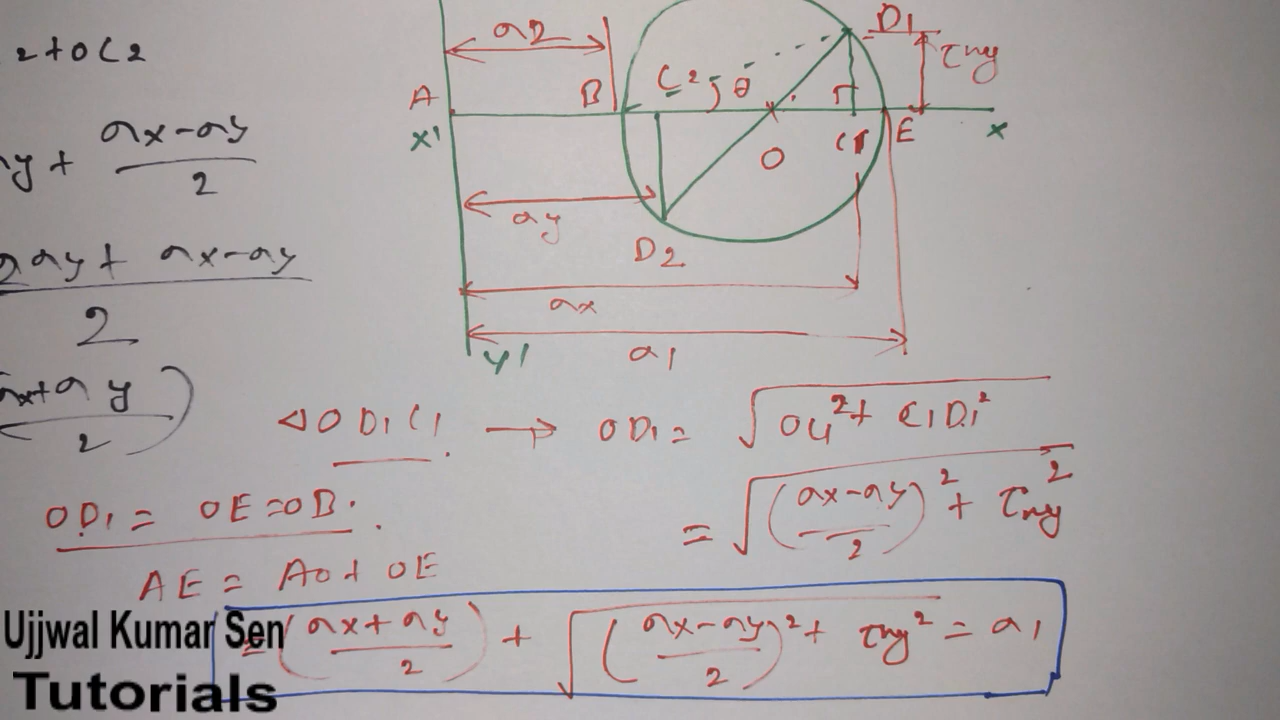 2+OC2
y + σx-σy
2
2σy + σx-σy
2
σx+σy)
2
A
X'
σ2
B
C2
θ
O
C1
D1
τxy
E
X
σy
D2
σx
σ1
Y'
ΔOD1C1 → OD1 = √OC1² + C1D1²
= √(σx-σy/2)² + τxy²
OD1 = OE = OB.
AE = AO + OE
= (σx+σy/2) + √(σx-σy/2)² + τxy² = σ1
Ujjwal Kumar Sen
Tutorials